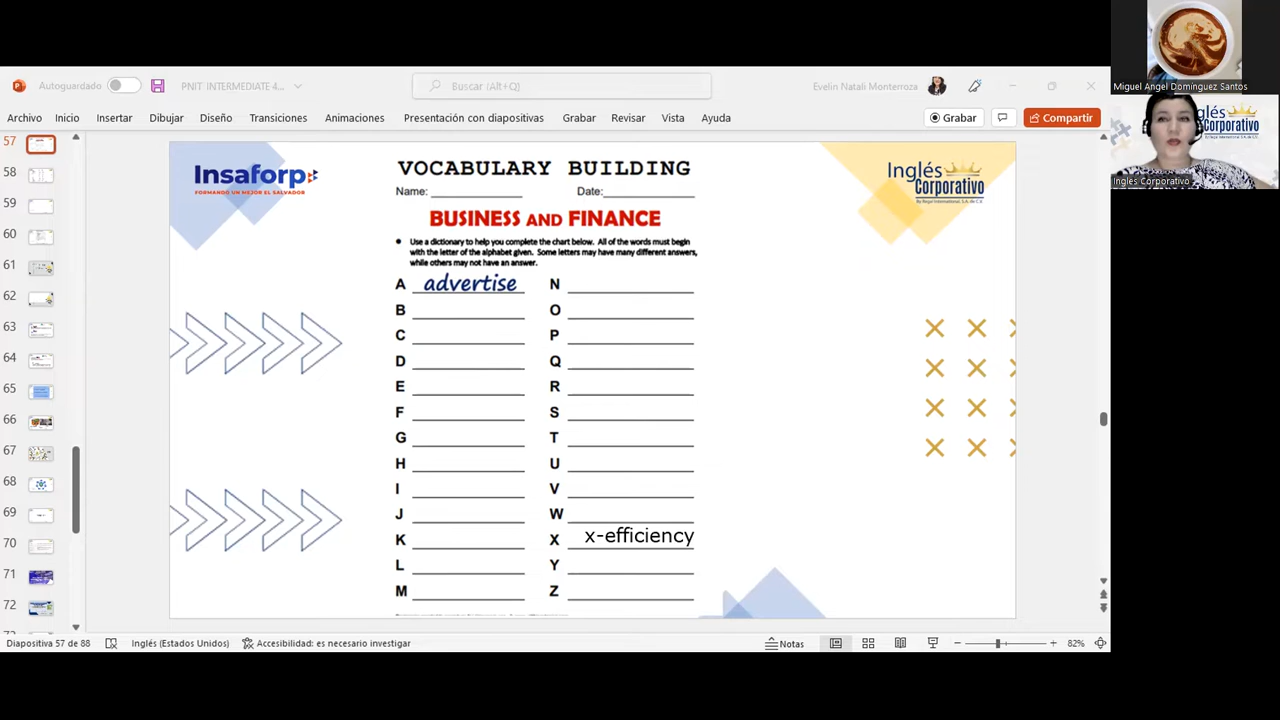 Autoguardado
PNIT INTERMEDIATE 4...
Buscar (Alt+Q)
Evelin Natali Monterroza
Archivo Inicio Insertar Dibujar Diseño Transiciones Animaciones Presentación con diapositivas Grabar Revisar Vista Ayuda
Grabar
Compartir
57
58
59
60
61
62
63
64
65
66
67
68
69
70
71
72
Insaforp
FORMANDO UN MEJOR EL SALVADOR
VOCABULARY BUILDING
Name: Date:
BUSINESS AND FINANCE
Use a dictionary to help you complete the chart below. All of the words must begin
with the letter of the alphabet given. Some letters may have many different answers,
while others may not have an answer.
A advertise
B
C
D
E
F
G
H
I
J
K
L
M
N
O
P
Q
R
S
T
U
V
W
X x-efficiency
Y
Z
Inglés
Corporativo
Diapositiva 57 de 88
Inglés (Estados Unidos)
Accesibilidad: es necesario investigar
Notas
82%
Miguel Angel Dominguez Santos
Inglés
Corporativo
Inglés Corporativo